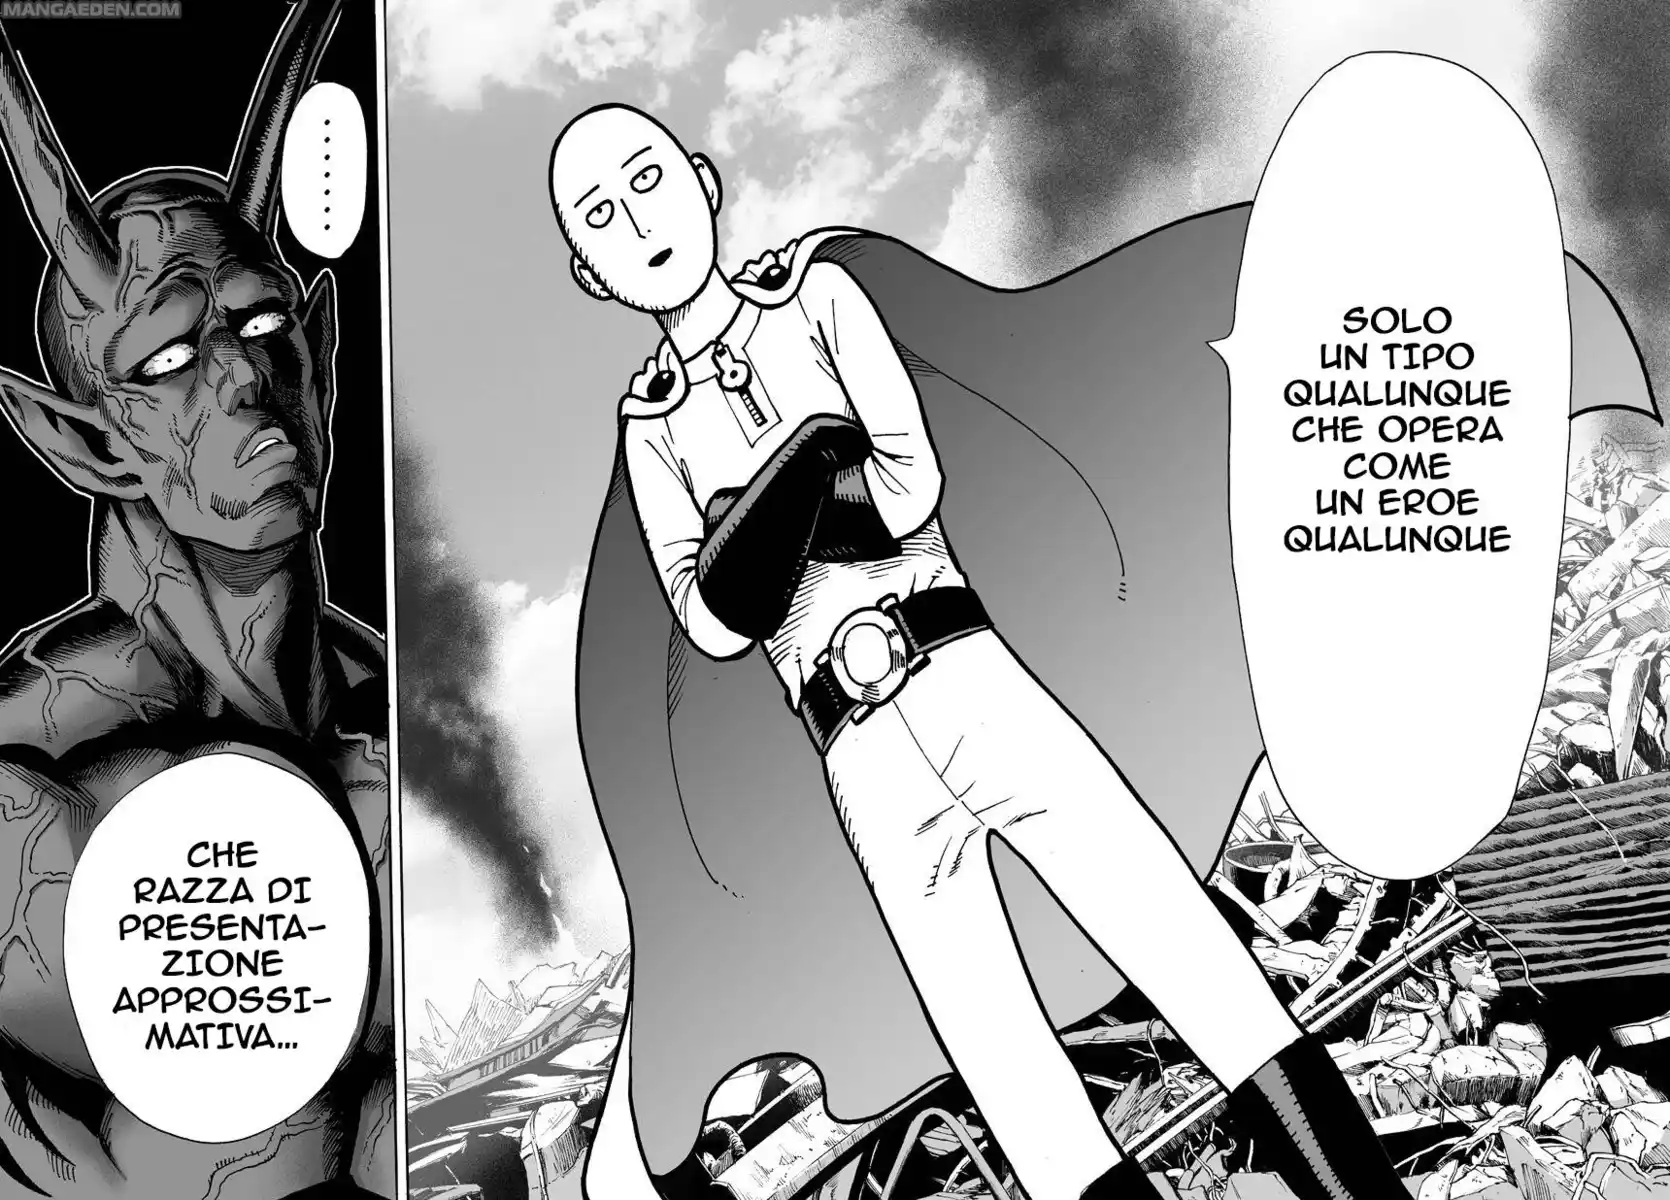 MANGAEDEN.COM
SOLO
UN TIPO
QUALUNQUE
CHE OPERA
COME
UN EROE
QUALUNQUE
.......
CHE
RAZZA DI
PRESENTA-
ZIONE
APPROSSI-
MATIVA...